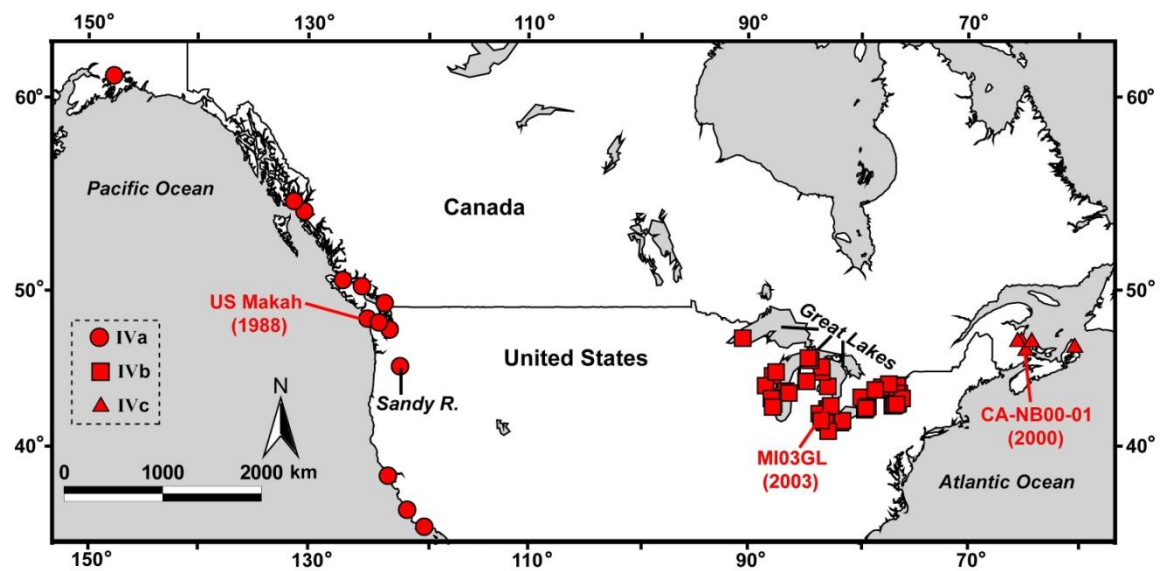 150° 130° 110° 90° 70°
60° 60°
Pacific Ocean
Canada
50° 50°
US Makah
(1988)
Great Lakes
IVa
IVb
IVc
United States
N
Sandy R.
CA-NB00-01
(2000)
MI03GL
(2003)
40° 40°
0 1000 2000 km
Atlantic Ocean
150° 130° 110° 90° 70°